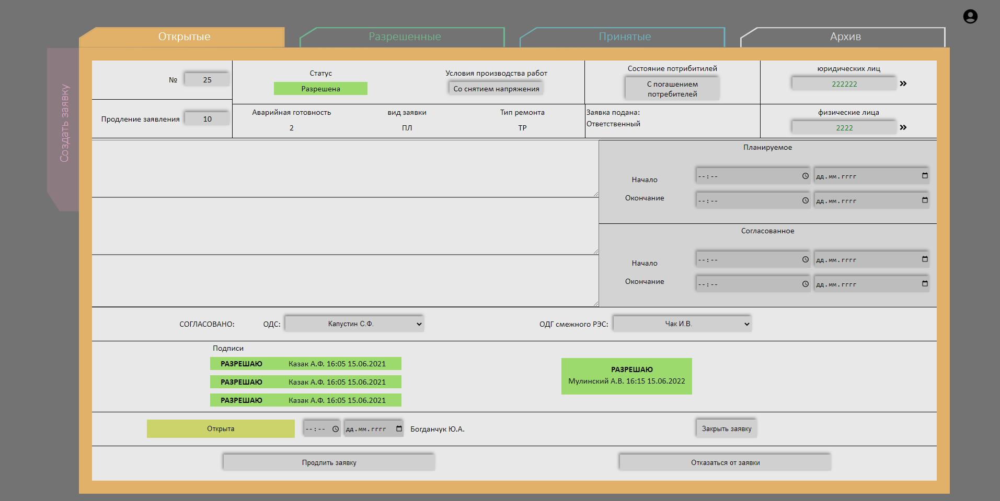 Открытые
Разрешенные
Принятые
Архив
Создать заявку
№
25
Статус
Разрешена
Условия производства работ
Со снятием напряжения
Состояние потрибитилей
С погашением
потребителей
юридических лиц
222222
Продление заявления
10
Аварийная готовность
2
вид заявки
ПЛ
Тип ремонта
ТР
Заявка подана:
Ответственный
физические лица
2222
Планируемое
Начало
--:--
дд.мм.гггг
Окончание
--:--
дд.мм.гггг
Согласованное
Начало
--:--
дд.мм.гггг
Окончание
--:--
дд.мм.гггг
СОГЛАСОВАНО:
ОДС:
Капустин С.Ф.
ОДГ смежного РЭС:
Чак И.В.
Подписи
РАЗРЕШАЮ Казак А.Ф. 16:05 15.06.2021
РАЗРЕШАЮ Казак А.Ф. 16:05 15.06.2021
РАЗРЕШАЮ Казак А.Ф. 16:05 15.06.2021
РАЗРЕШАЮ
Мулинский А.В. 16:15 15.06.2022
Открыта
--:--
дд.мм.гггг
Богданчук Ю.А.
Закрыть заявку
Продлить заявку
Отказаться от заявки